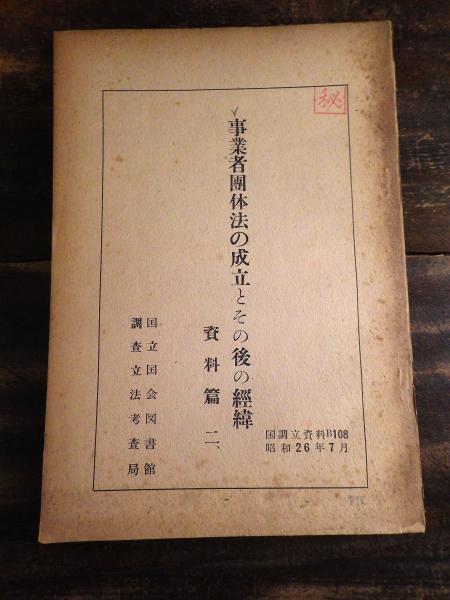 秘
事業者團体法の成立とその後の經緯
資料篇 二、
国調立資料B108
昭和26年7月
国立国会図書館
調査立法考査局